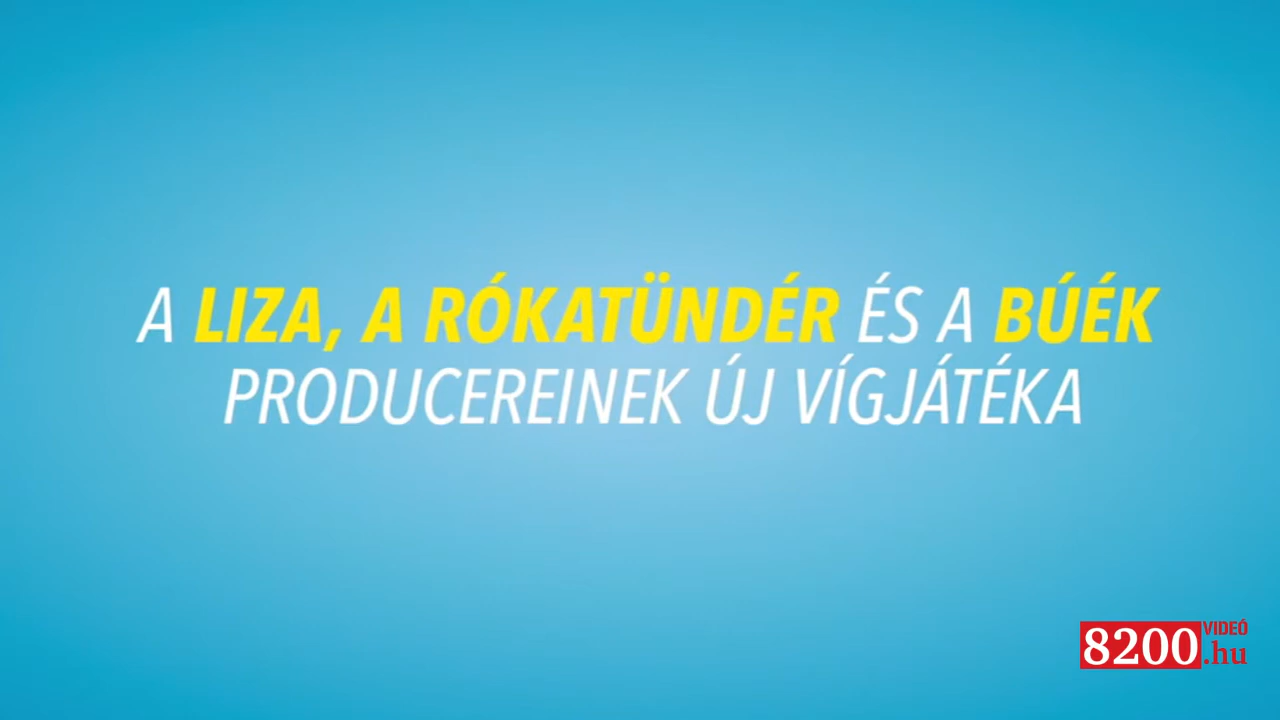 A LIZA, A RÓKATÜNDÉR ÉS A BÚÉK
PRODUCEREINEK ÚJ VÍGJÁTÉKA
8200.hu
VIDEÓ